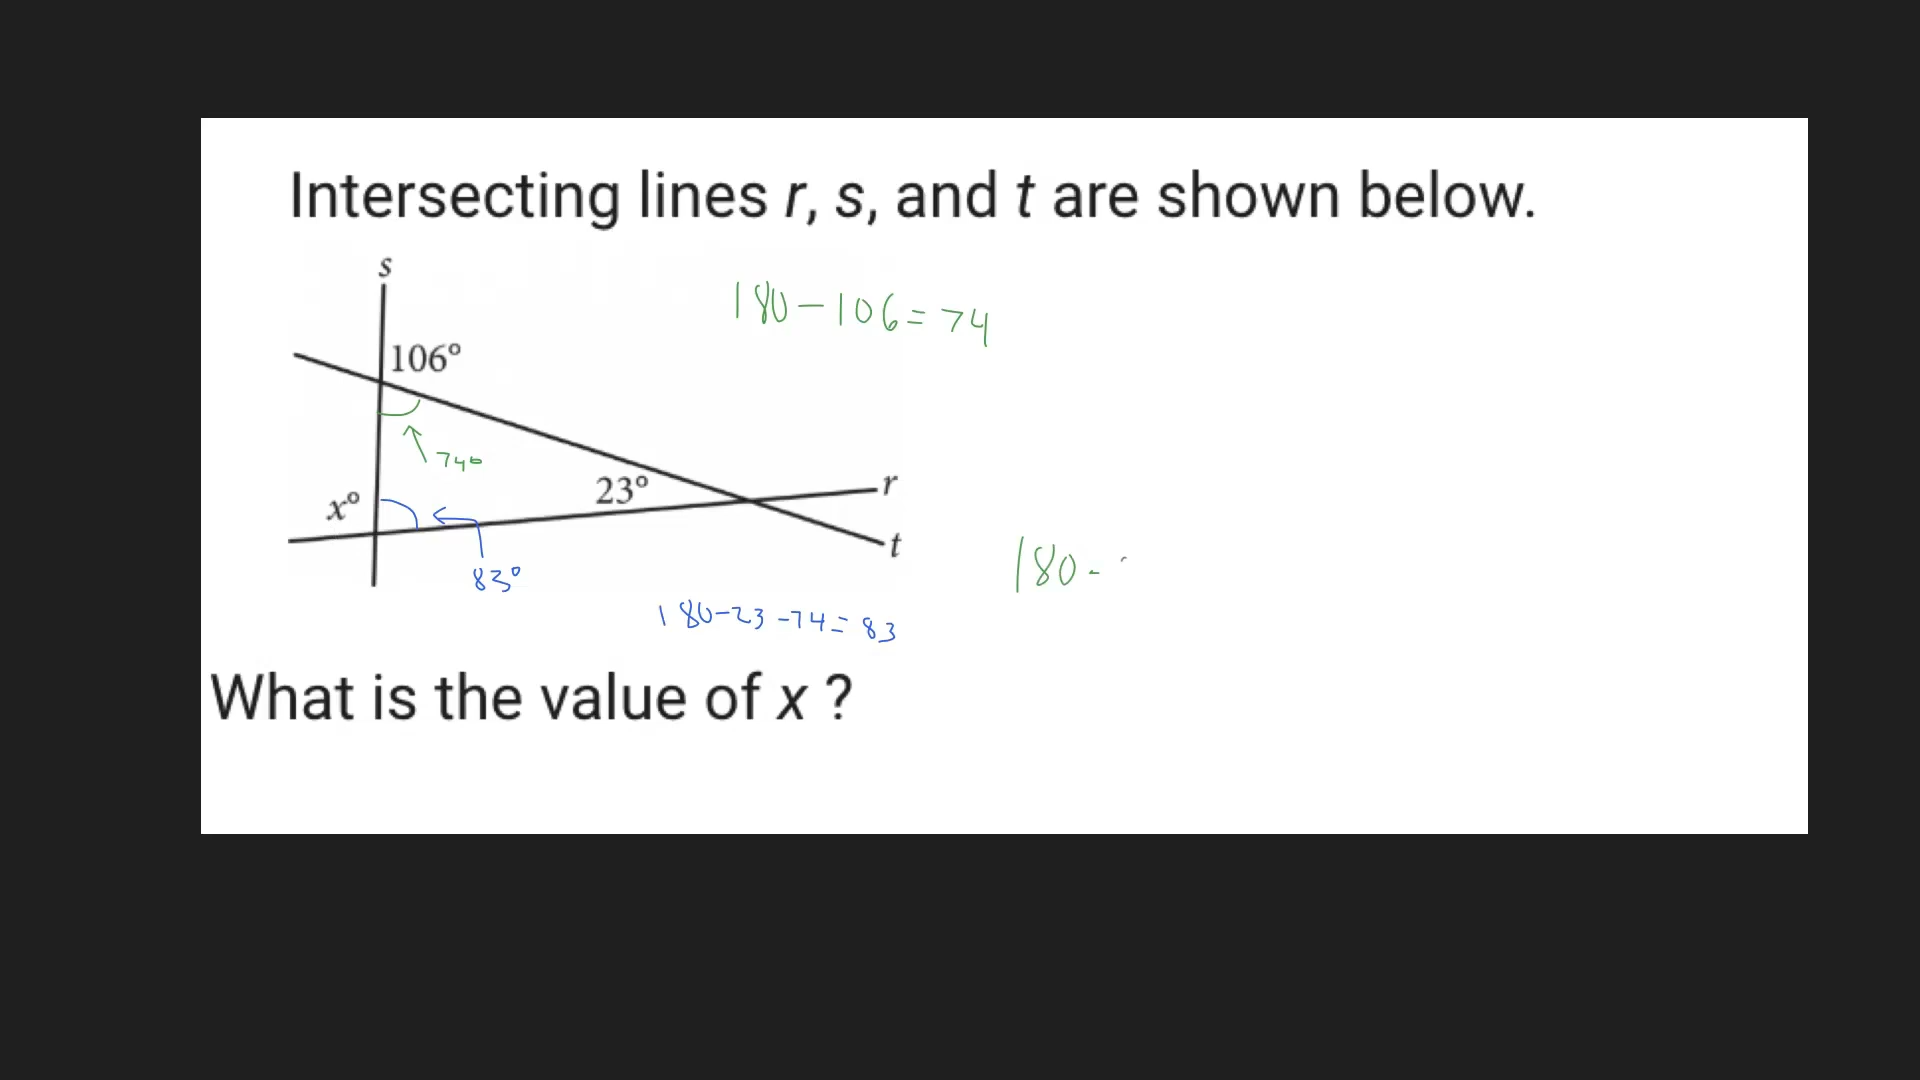 Intersecting lines r, s, and t are shown below.
s
180-106=74
106°
74°
23°
r
x°
t
180-
83°
180-23-74=83
What is the value of x ?